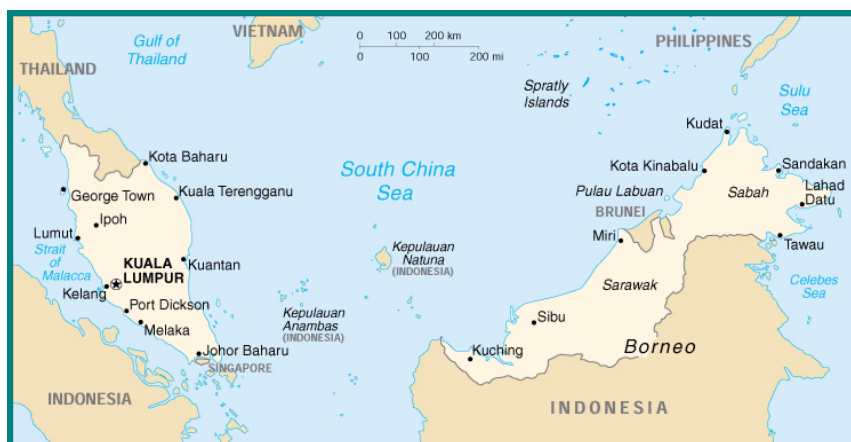 Gulf of
Thailand
VIETNAM
0 100 200 km
0 100 200 mi
PHILIPPINES
THAILAND
Spratly
Islands
Sulu
Sea
Kudat
Kota Baharu
South China
Sea
Kota Kinabalu
Sandakan
George Town
Kuala Terengganu
Pulau Labuan
Sabah
Lahad
Datu
Ipoh
BRUNEI
Lumut
Miri
Tawau
Strait
of
Malacca
KUALA
LUMPUR
Kuantan
Kepulauan
Natuna
(INDONESIA)
Celebes
Sea
Kelang
Sarawak
Port Dickson
Kepulauan
Anambas
(INDONESIA)
Sibu
Melaka
Johor Baharu
Kuching
Borneo
SINGAPORE
INDONESIA
INDONESIA